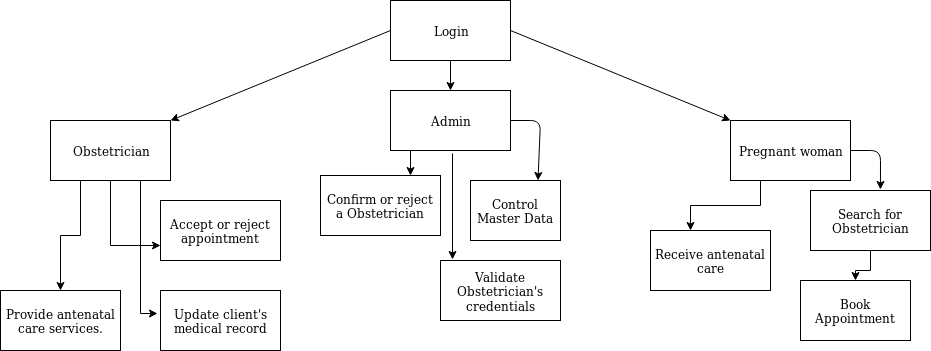 Login
Obstetrician
Admin
Pregnant woman
Accept or reject
appointment
Confirm or reject
a Obstetrician
Control
Master Data
Search for
Obstetrician
Receive antenatal
care
Provide antenatal
care services.
Update client's
medical record
Validate
Obstetrician's
credentials
Book
Appointment